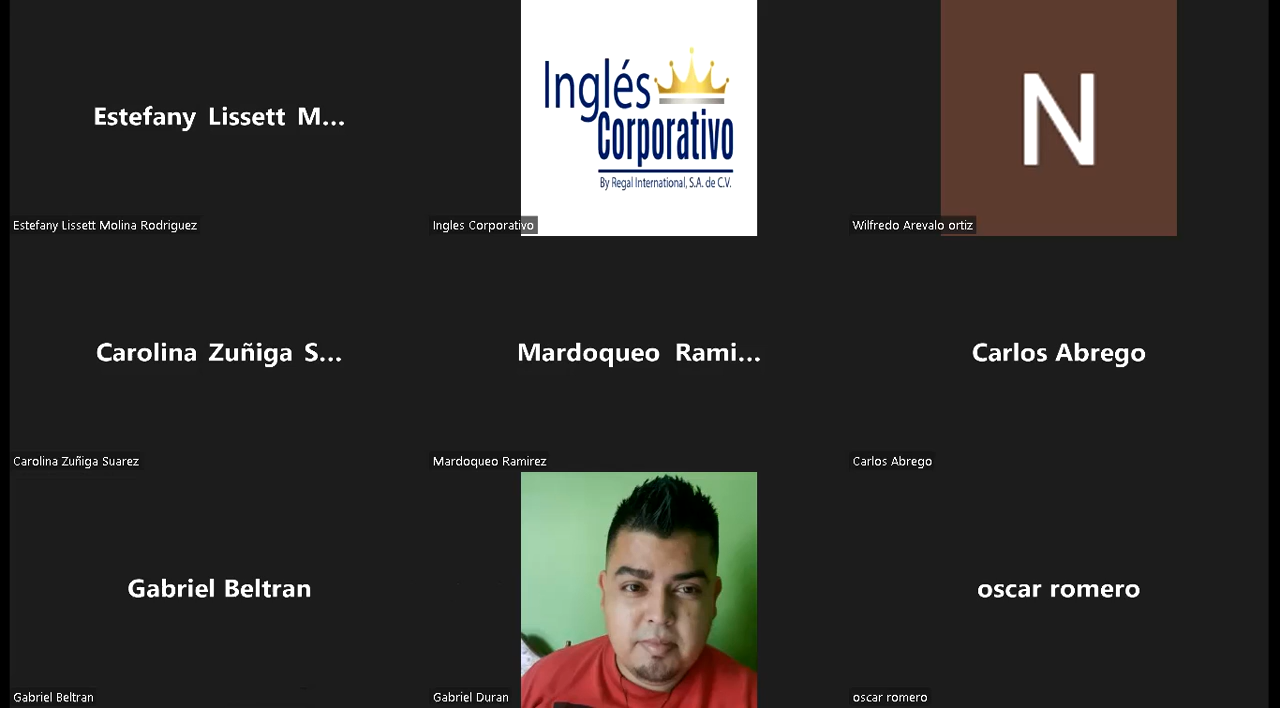 Estefany Lissett M...
Estefany Lissett Molina Rodriguez
Inglés
Corporativo
By Regal International, S.A. de C.V.
Ingles Corporativo
N
Wilfredo Arevalo ortiz
Carolina Zuñiga S...
Carolina Zuñiga Suarez
Mardoqueo Rami...
Mardoqueo Ramirez
Carlos Abrego
Carlos Abrego
Gabriel Beltran
Gabriel Beltran
Gabriel Duran
oscar romero
oscar romero